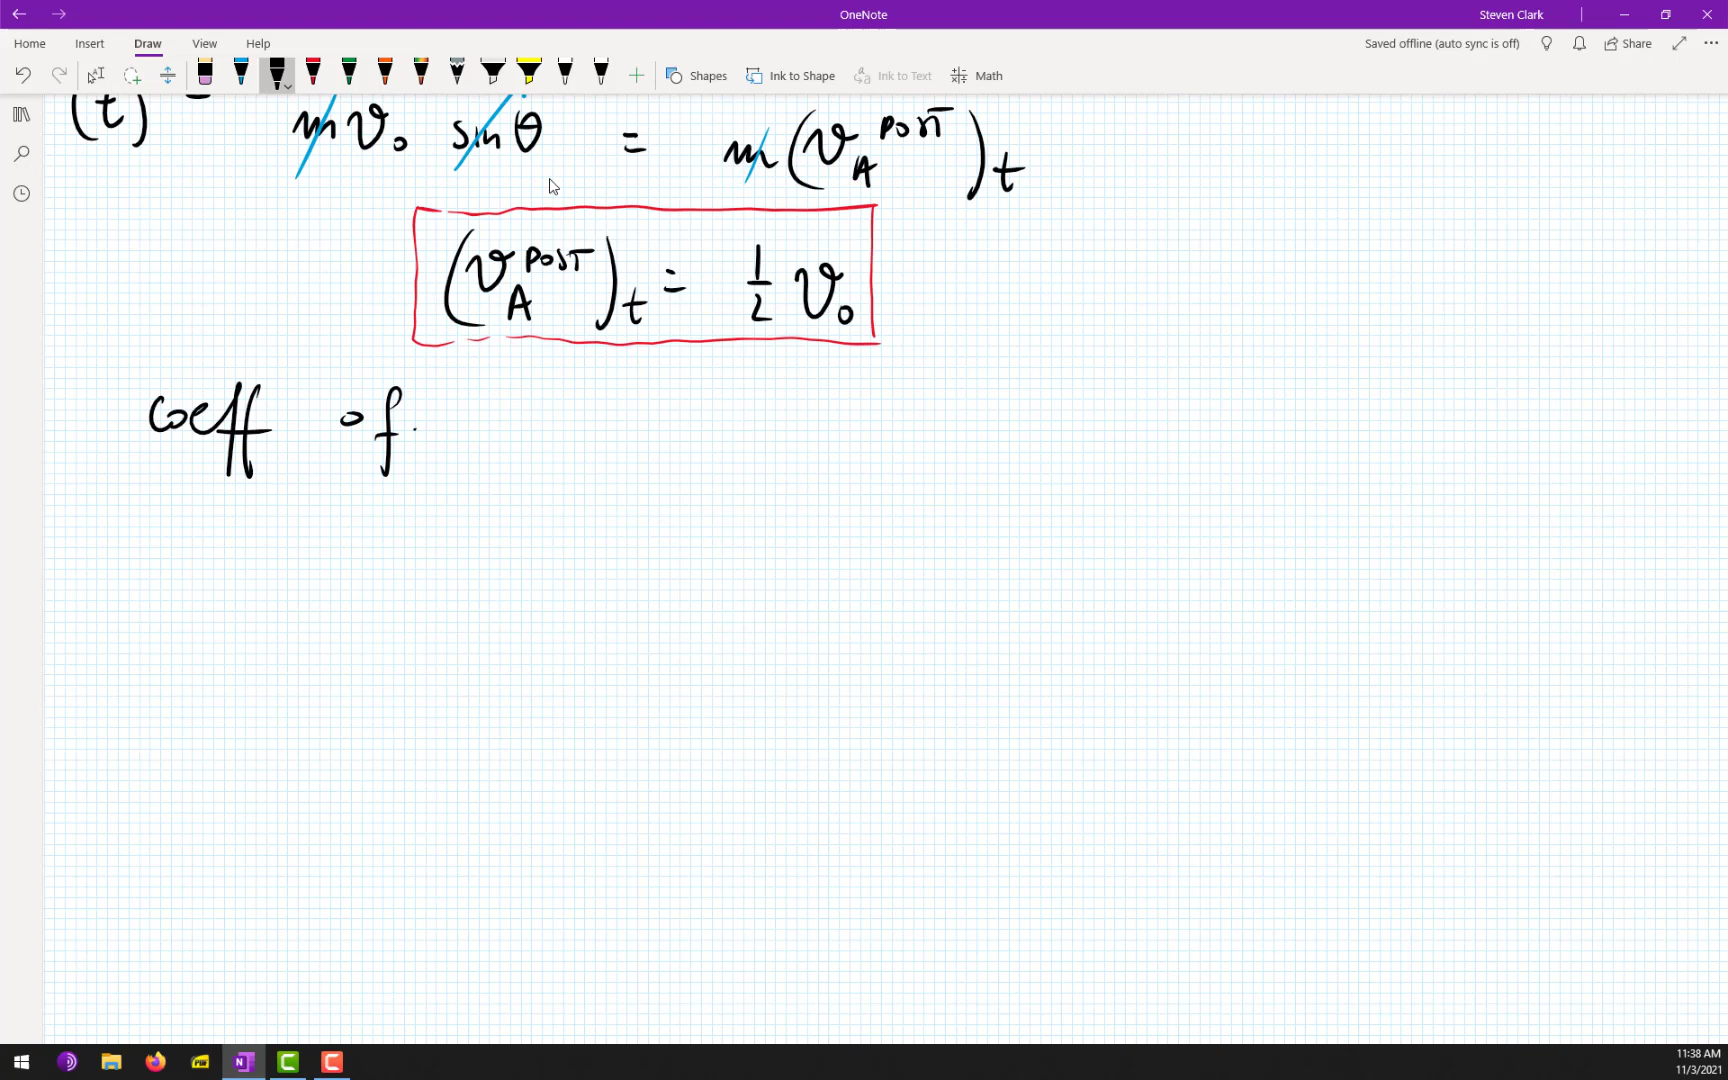 OneNote
Steven Clark
Home Insert Draw View Help
Saved offline (auto sync is off) Share
Shapes Ink to Shape Ink to Text Math
(t) =
m v₀ sin θ = m (v_A^POST)_t
(v_A^POST)_t = 1/2 v₀
coeff of
11:38 AM
11/3/2021